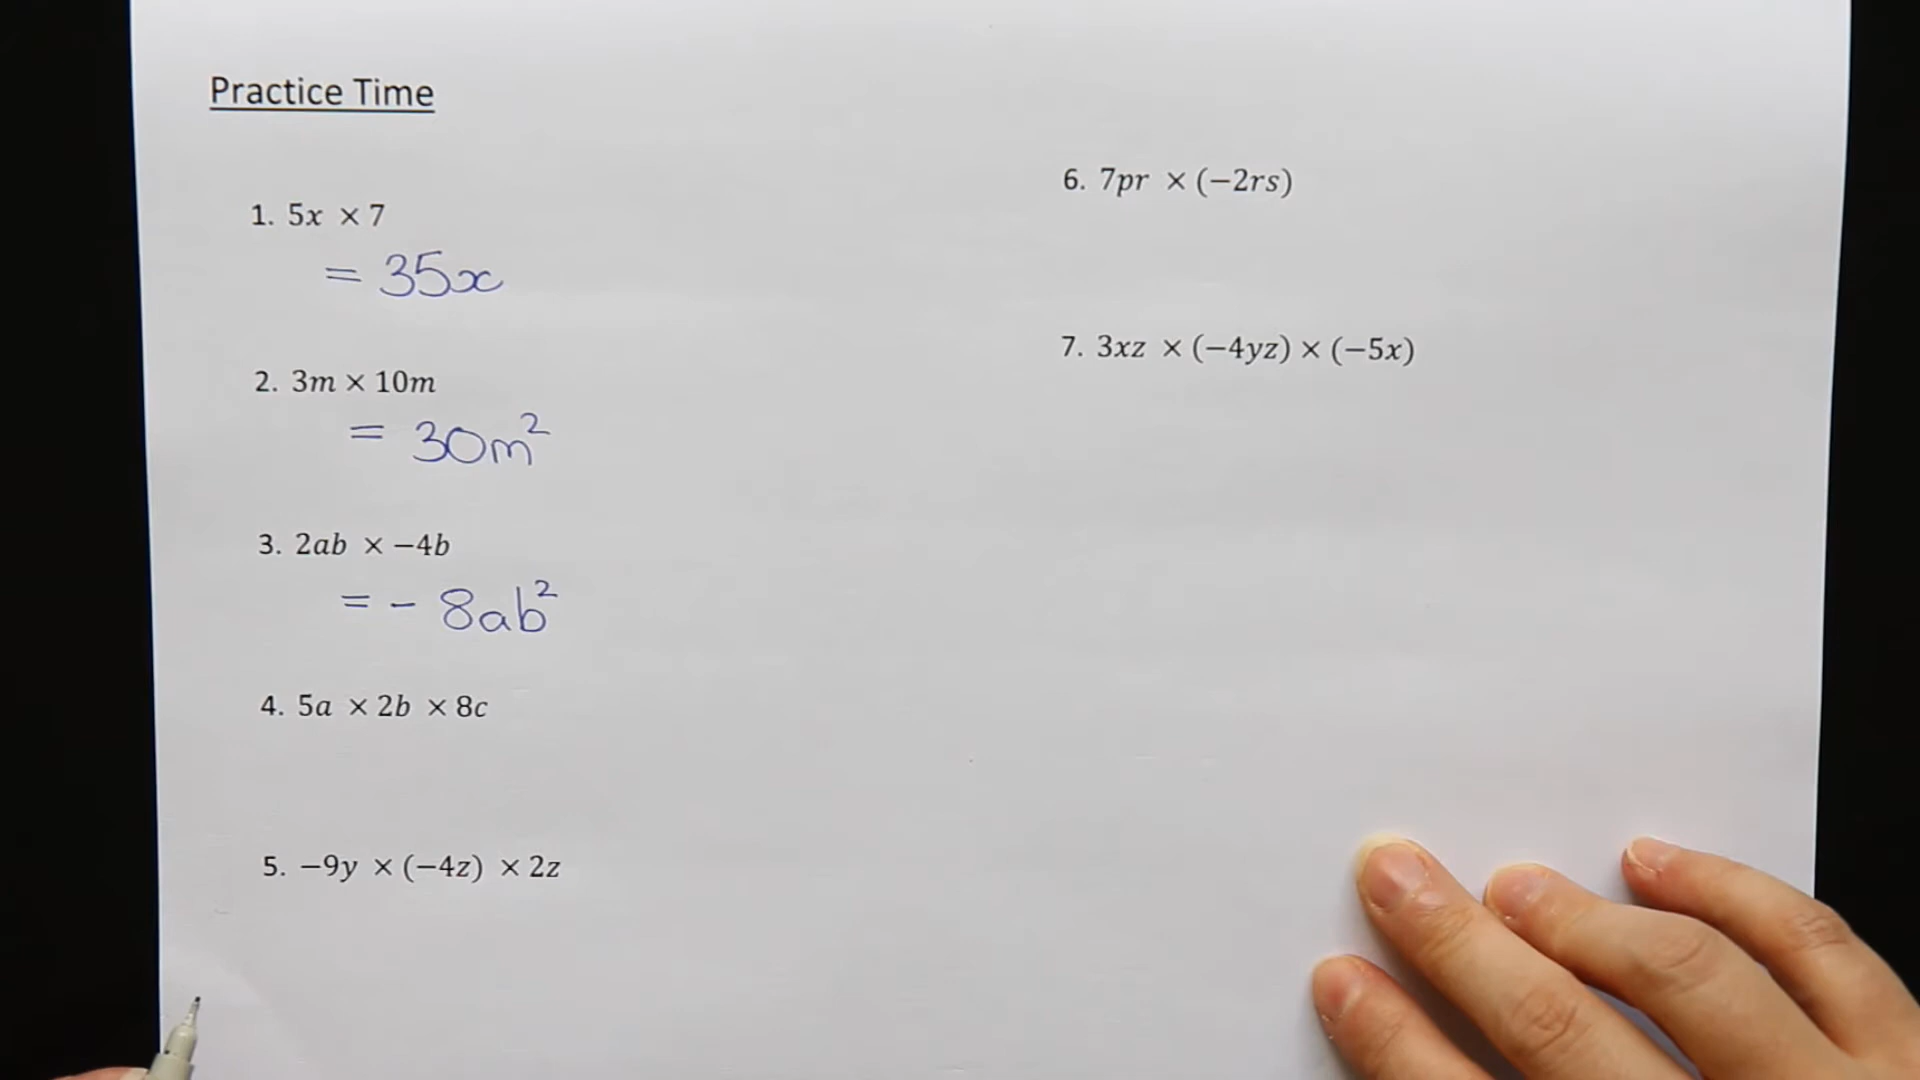 Practice Time
1. 5x × 7
= 35x
2. 3m × 10m
= 30m²
3. 2ab × −4b
= - 8ab²
4. 5a × 2b × 8c
5. −9y × (−4z) × 2z
6. 7pr × (−2rs)
7. 3xz × (−4yz) × (−5x)